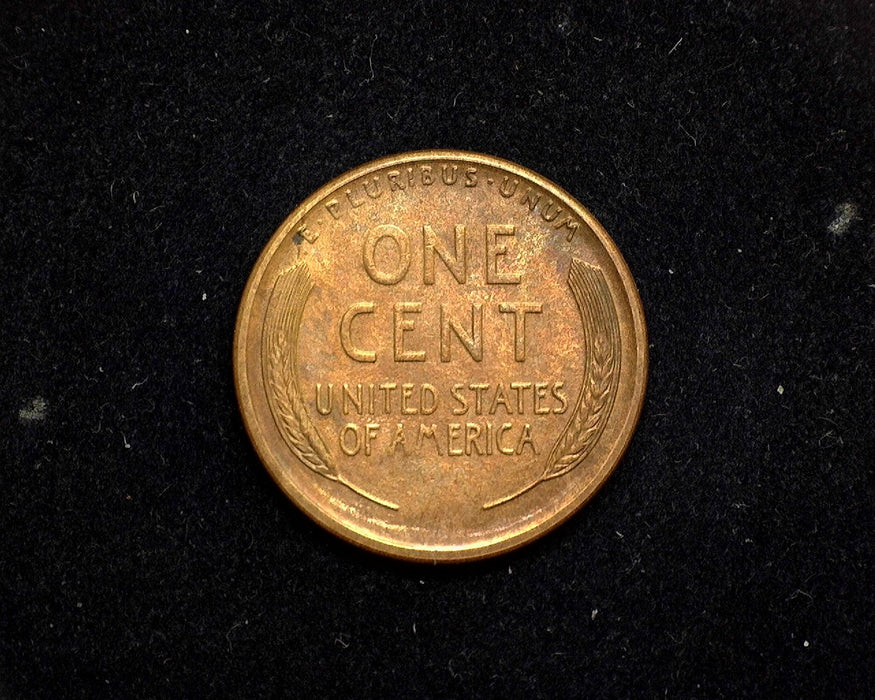 E·PLURIBUS·UNUM
ONE
CENT
UNITED STATES
OF AMERICA